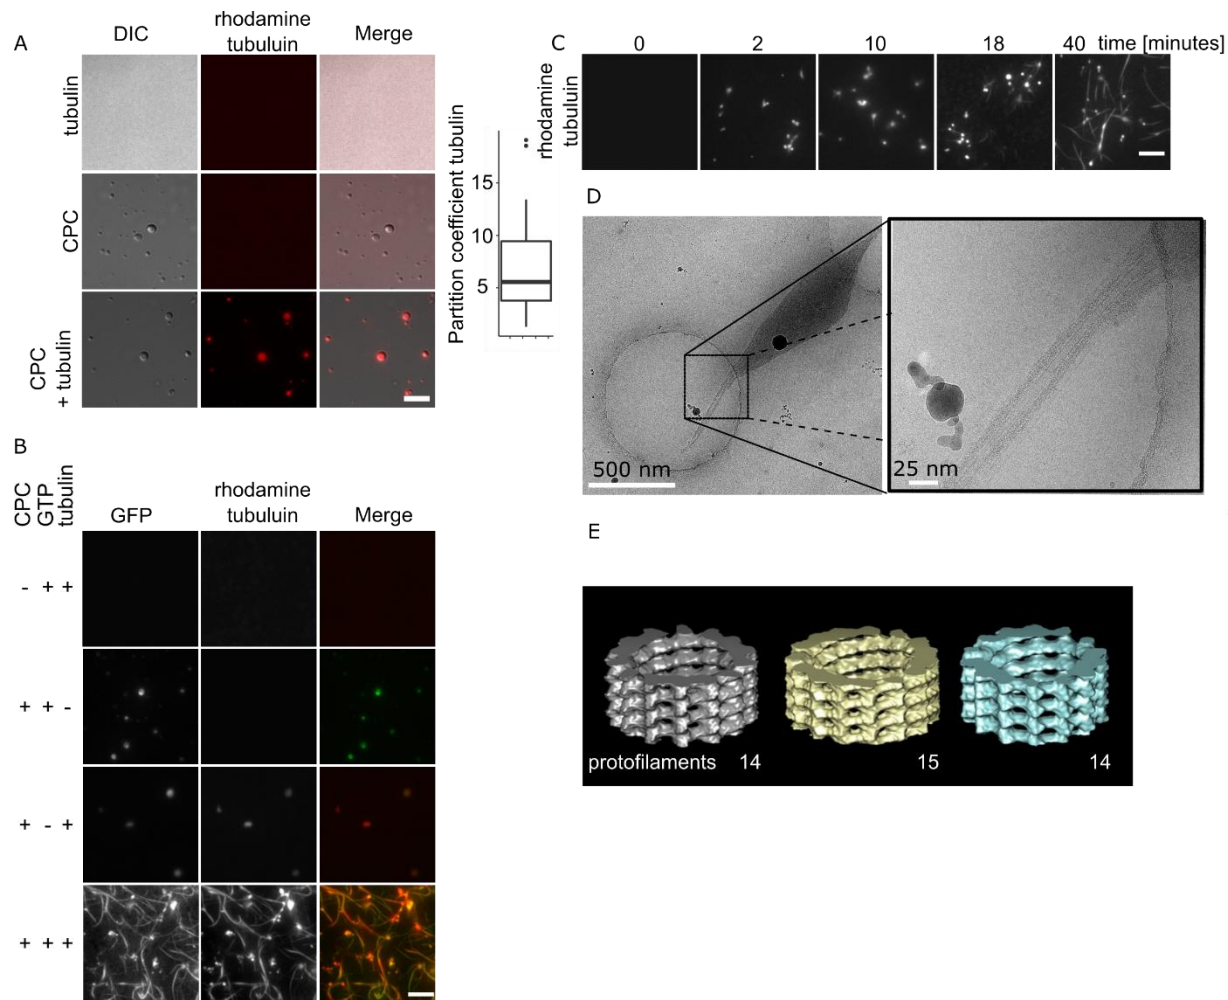 A
DIC
rhodamine
tubuluin
Merge
tubulin
CPC
CPC
+ tubulin
Partition coefficient tubulin
15
10
5
B
CPC
GTP
tubulin
GFP
rhodamine
tubuluin
Merge
- + +
+ + -
+ - +
+ + +
C
0 2 10 18 40 time [minutes]
rhodamine
tubuluin
D
500 nm
25 nm
E
protofilaments 14 15 14